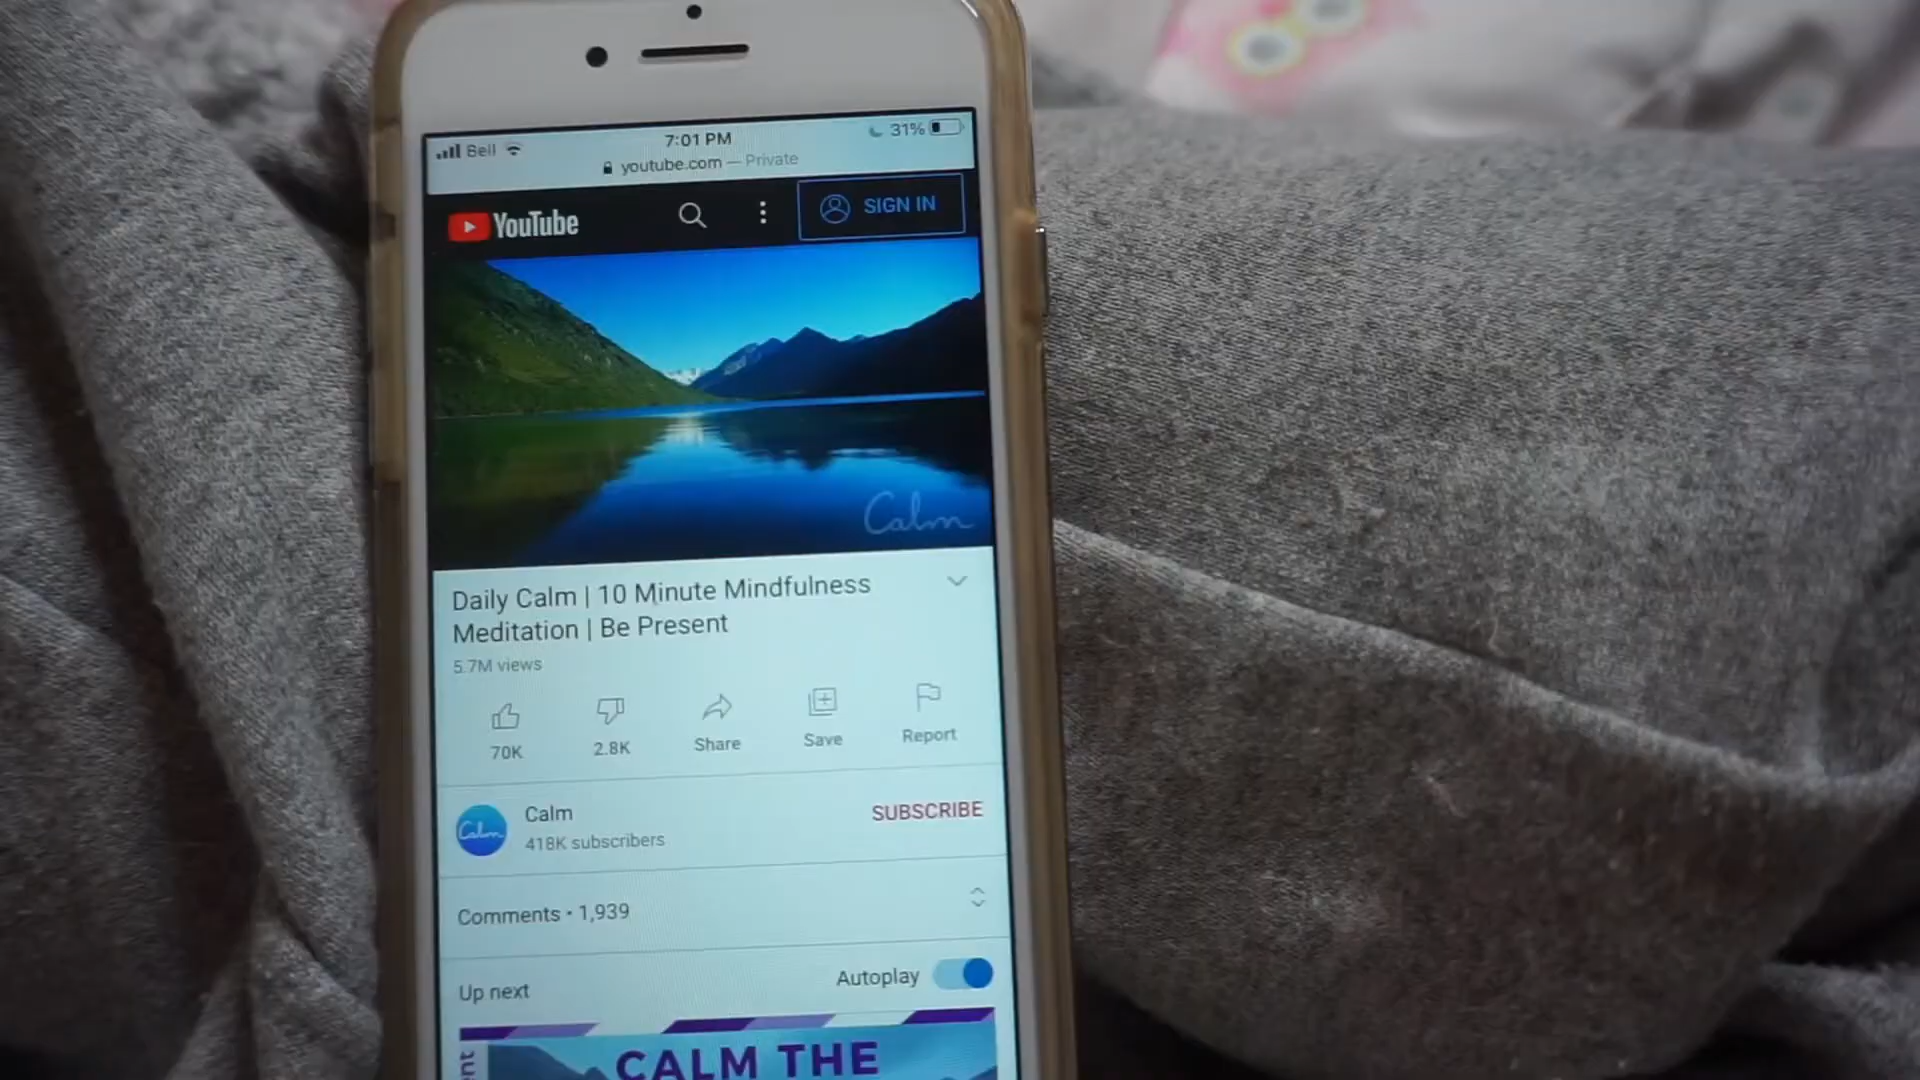 Bell
7:01 PM
31%
youtube.com — Private
YouTube
SIGN IN
Calm
Daily Calm | 10 Minute Mindfulness
Meditation | Be Present
5.7M views
70K
2.8K
Share
Save
Report
Calm
Calm
418K subscribers
SUBSCRIBE
Comments • 1,939
Up next
Autoplay
CALM THE